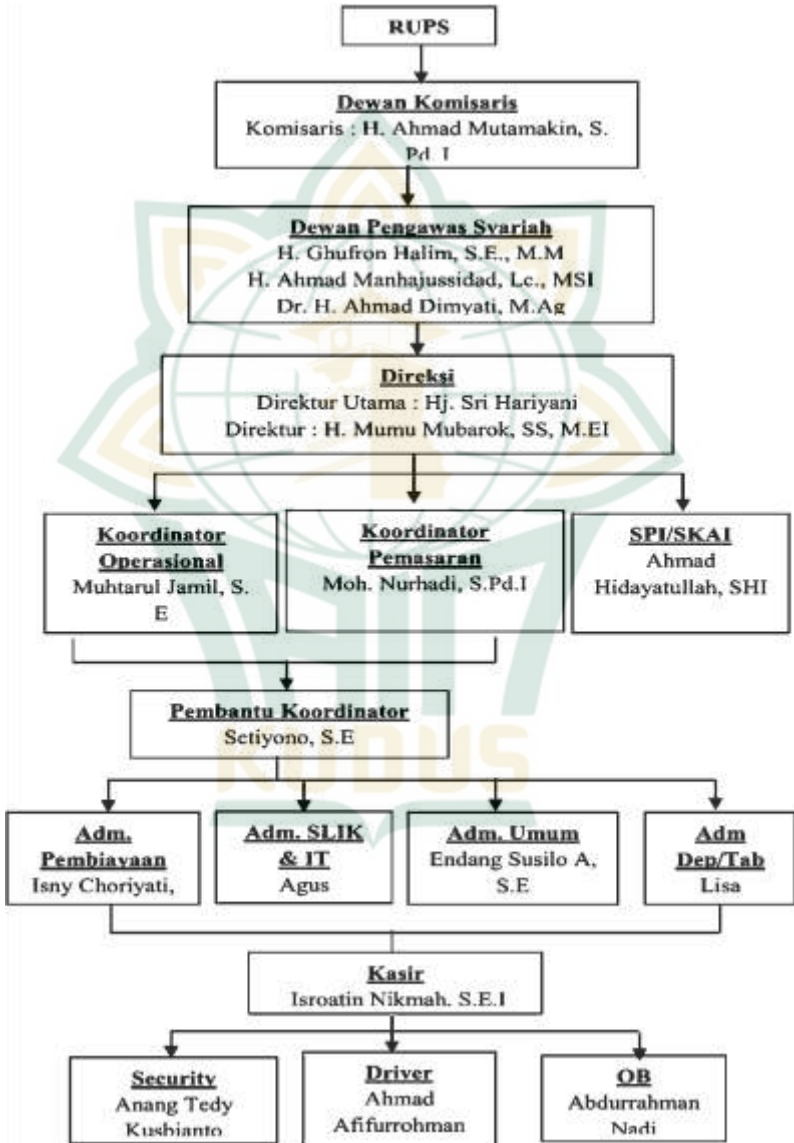 RUPS
Dewan Komisaris
Komisaris : H. Ahmad Mutamakin, S.
Pd. I
Dewan Pengawas Syariah
H. Ghufron Halim, S.E., M.M
H. Ahmad Manhajussidad, Lc., MSI
Dr. H. Ahmad Dimyati, M.Ag
Direksi
Direktur Utama : Hj. Sri Hariyani
Direktur : H. Mumu Mubarok, SS, M.EI
Koordinator
Operasional
Muhtarul Jamil, S.
E
Koordinator
Pemasaran
Moh. Nurhadi, S.Pd.I
SPI/SKAI
Ahmad
Hidayatullah, SHI
Pembantu Koordinator
Setiyono, S.E
KUDUS
Adm.
Pembiayaan
Isny Choriyati,
Adm. SLIK
& IT
Agus
Adm. Umum
Endang Susilo A,
S.E
Adm
Dep/Tab
Lisa
Kasir
Isroatin Nikmah. S.E.I
Security
Anang Tedy
Kusbianto
Driver
Ahmad
Afifurrohman
OB
Abdurrahman
Nadi